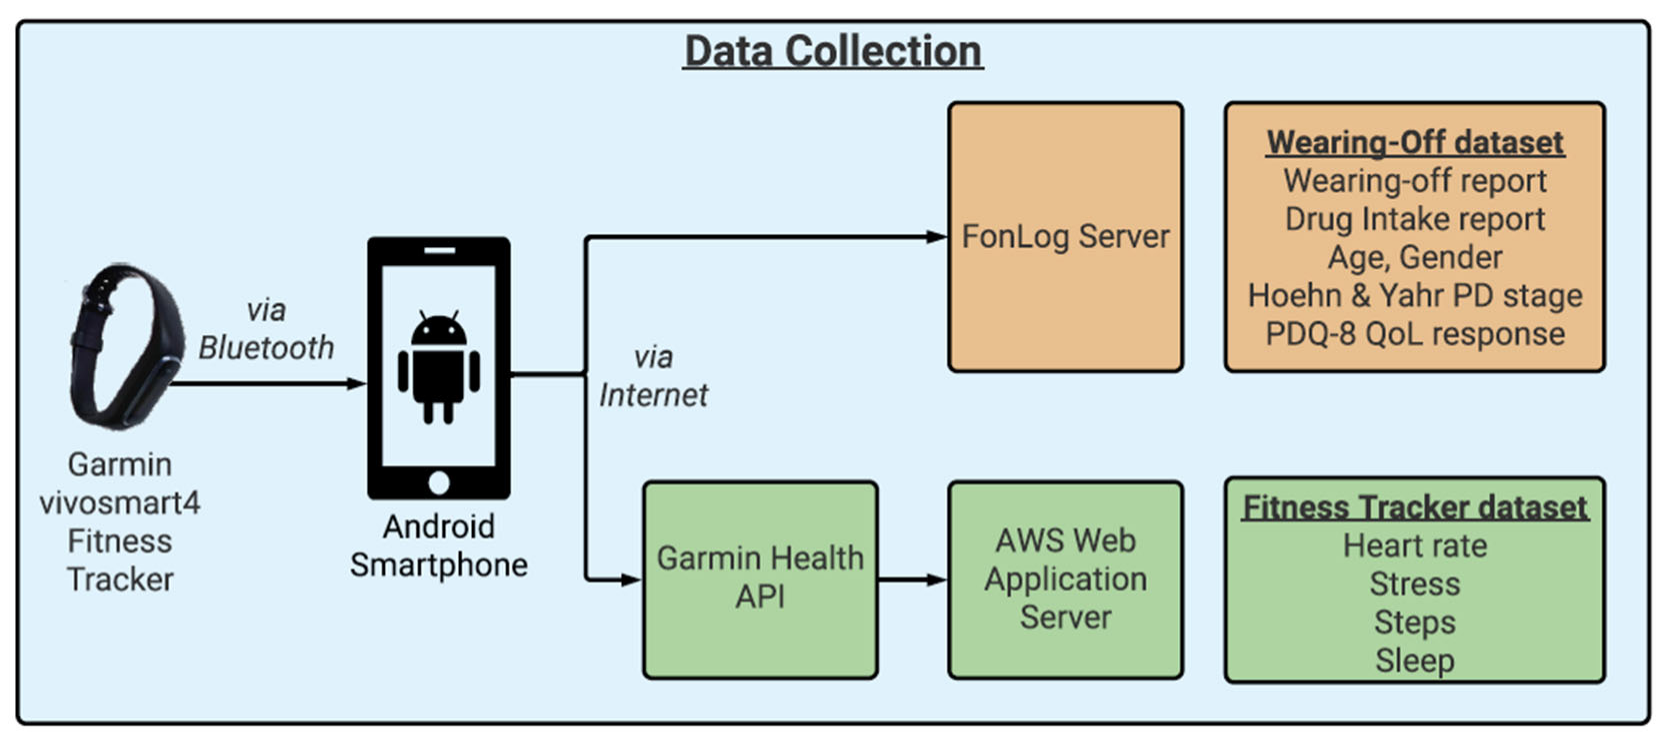 Data Collection
Garmin
vivosmart4
Fitness
Tracker
via
Bluetooth
Android
Smartphone
via
Internet
FonLog Server
Wearing-Off dataset
Wearing-off report
Drug Intake report
Age, Gender
Hoehn & Yahr PD stage
PDQ-8 QoL response
Garmin Health
API
AWS Web
Application
Server
Fitness Tracker dataset
Heart rate
Stress
Steps
Sleep